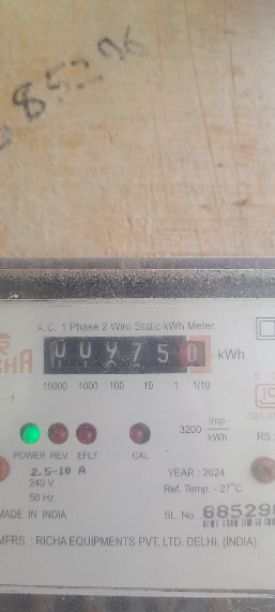 85296
A.C. 1 Phase 2 Wire Static kWh Meter.
750 kWh
10000 1000 100 10 1 1/10
3200 Imp. kWh
POWER REV. EFLT CAL RS
2.5-10 A
240 V
50 Hz
YEAR : 2024
Ref. Temp. - 27°C
MADE IN INDIA SL. No.
MFRS. : RICHA EQUIPMENTS PVT. LTD. DELHI, (INDIA)